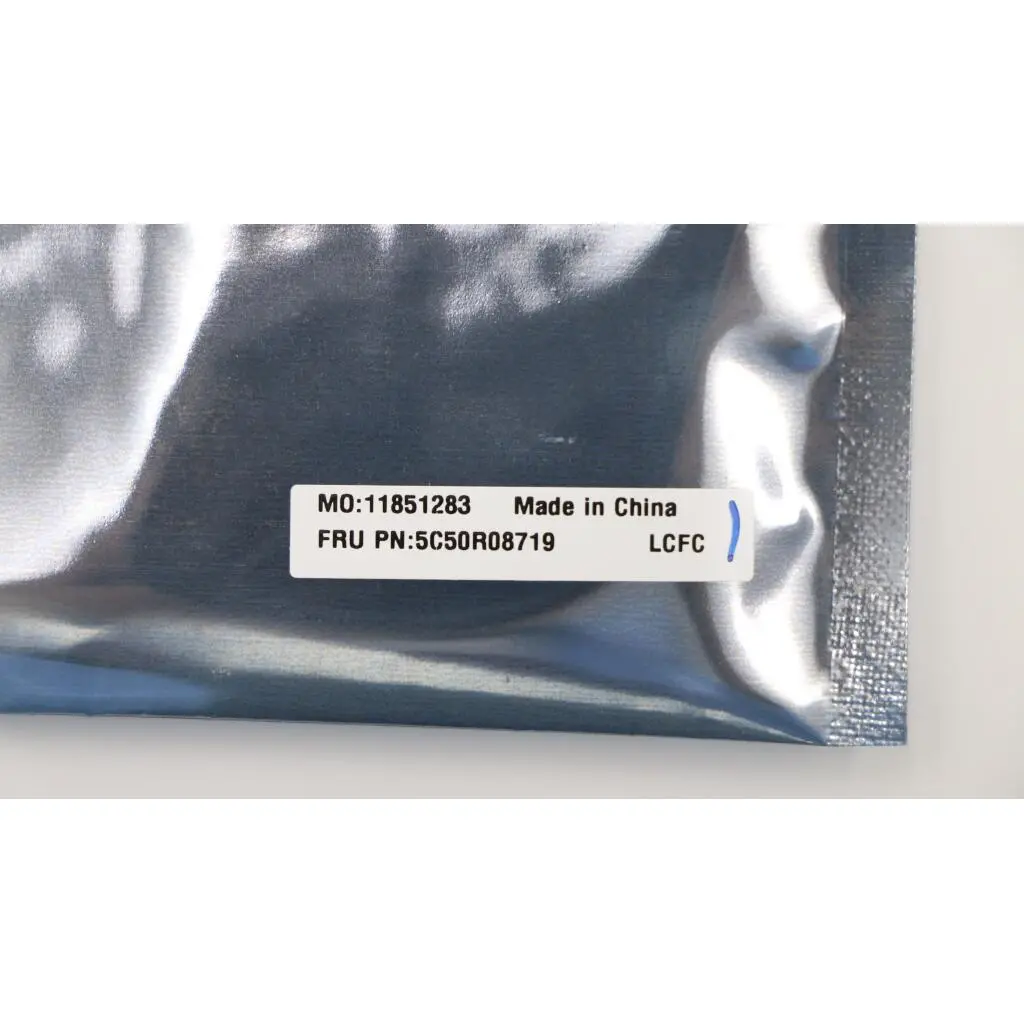 MO:11851283 Made in China
FRU PN:5C50R08719 LCFC